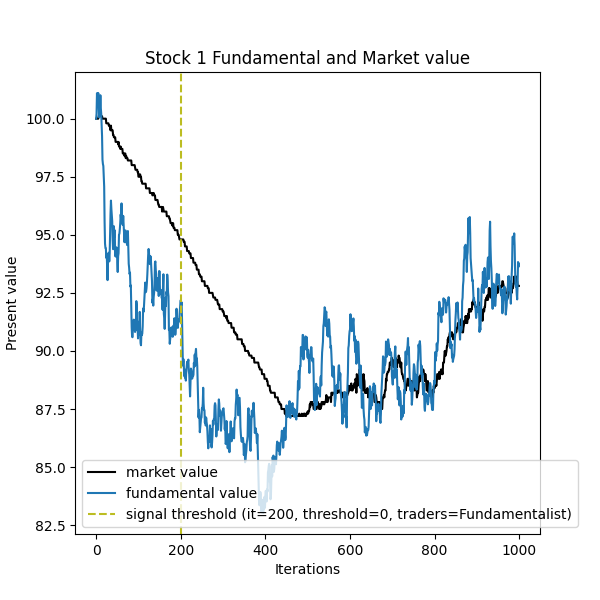 Stock 1 Fundamental and Market value
Present value
100.0
97.5
95.0
92.5
90.0
87.5
85.0
82.5
market value
fundamental value
signal threshold (it=200, threshold=0, traders=Fundamentalist)
0 200 400 600 800 1000
Iterations